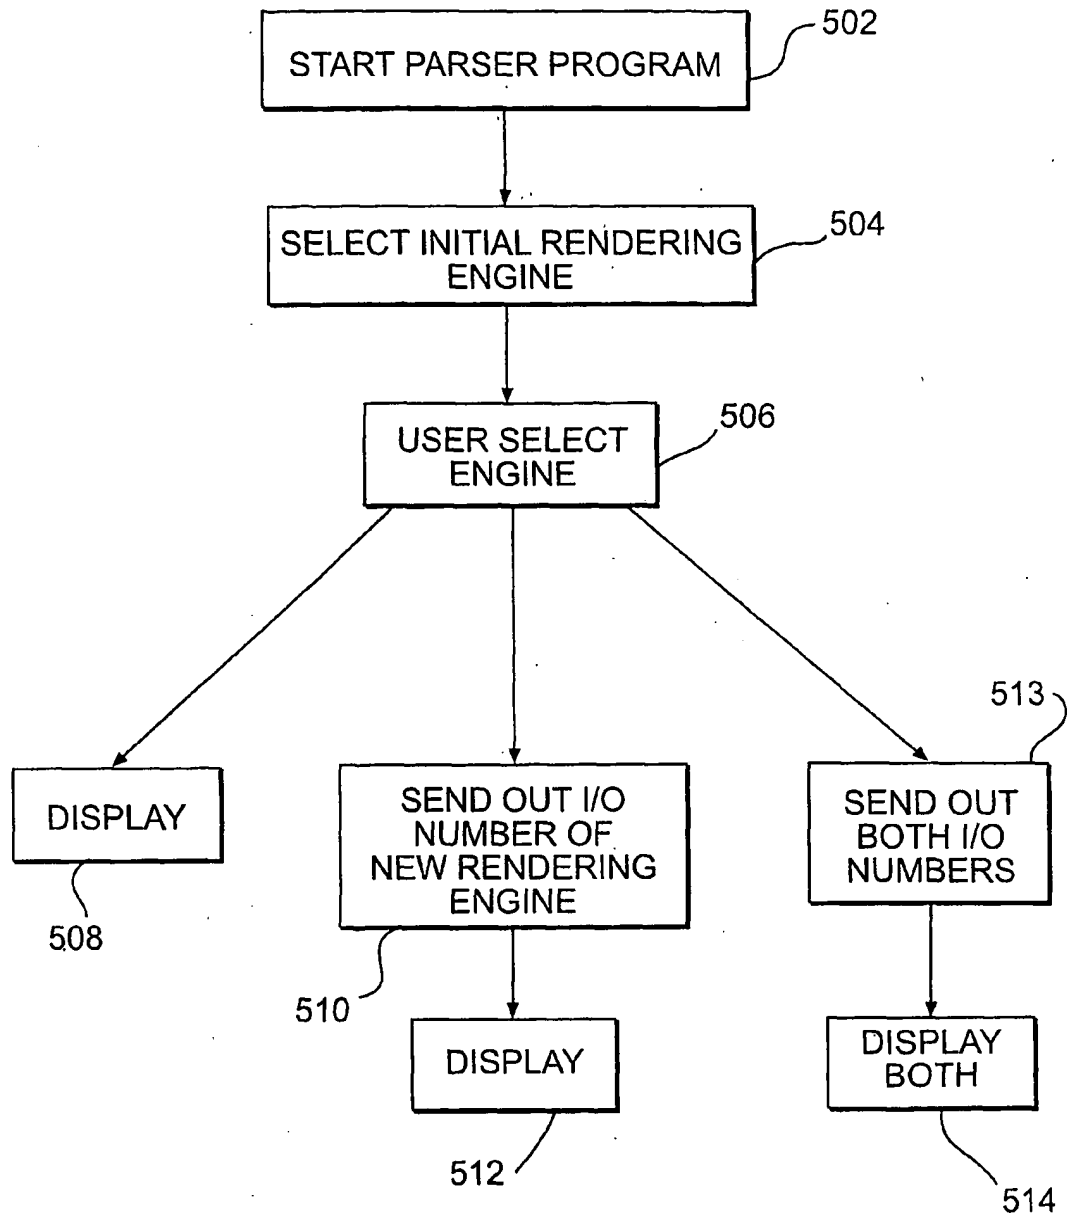 502
START PARSER PROGRAM
504
SELECT INITIAL RENDERING
ENGINE
506
USER SELECT
ENGINE
513
DISPLAY
508
SEND OUT I/O
NUMBER OF
NEW RENDERING
ENGINE
510
SEND OUT
BOTH I/O
NUMBERS
DISPLAY
512
DISPLAY
BOTH
514